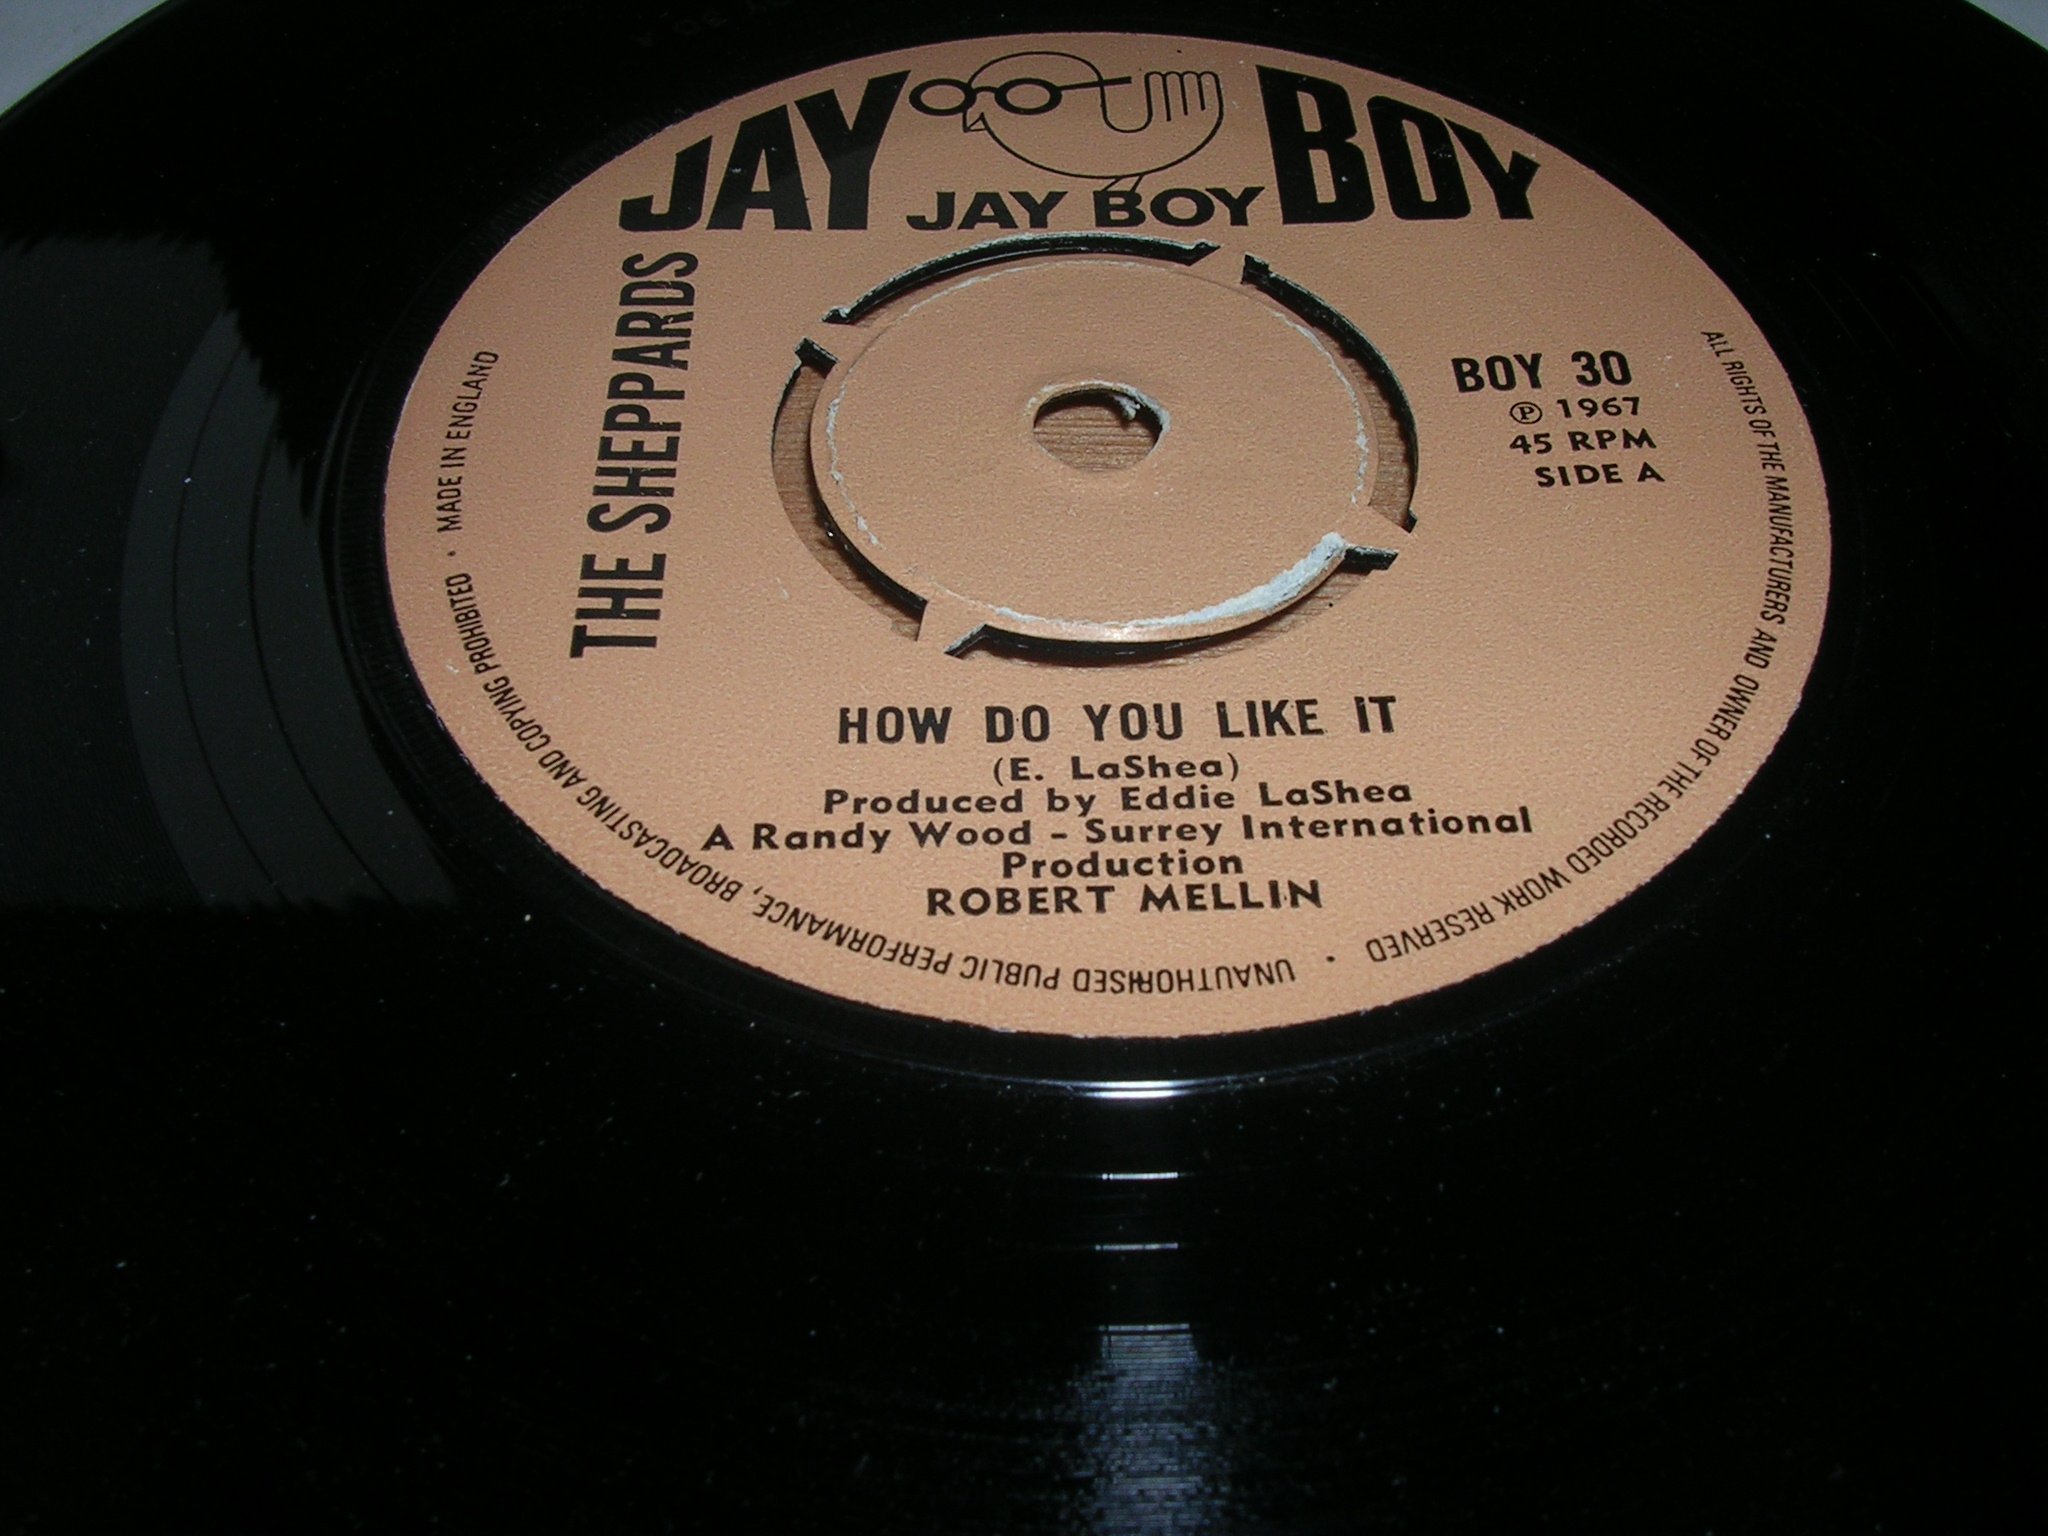 JAY BOY
JAY BOY
THE SHEPPARDS
BOY 30
℗ 1967
45 RPM
SIDE A
HOW DO YOU LIKE IT
(E. LaShea)
Produced by Eddie LaShea
A Randy Wood - Surrey International
Production
ROBERT MELLIN
ALL RIGHTS OF THE MANUFACTURERS AND OWNER OF THE RECORDED WORK RESERVED • UNAUTHORISED PUBLIC PERFORMANCE, BROADCASTING AND COPYING PROHIBITED • MADE IN ENGLAND